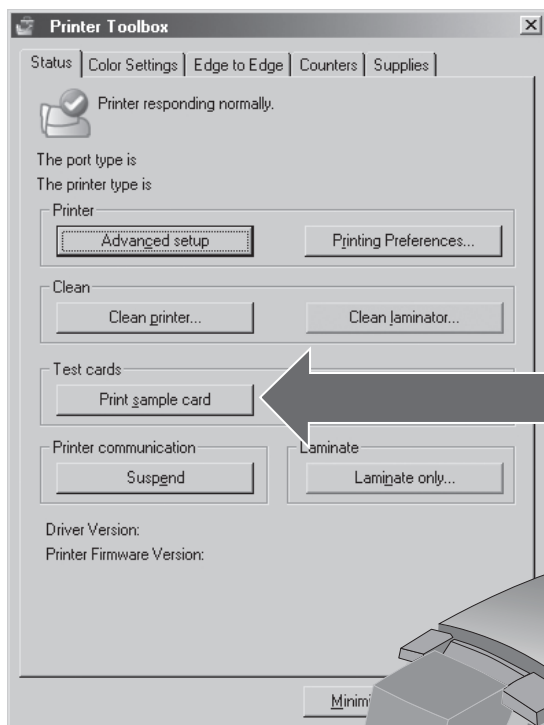 Printer Toolbox
Status Color Settings Edge to Edge Counters Supplies
Printer responding normally.
The port type is
The printer type is
Printer
Advanced setup Printing Preferences...
Clean
Clean printer... Clean laminator...
Test cards
Print sample card
Printer communication Laminate
Suspend Laminate only...
Driver Version:
Printer Firmware Version: